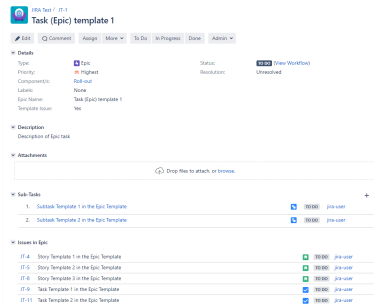 JIRA Test / JT-1
Task (Epic) template 1
Edit Comment Assign More To Do In Progress Done Admin
Details
Type: Epic Status: TO DO (View Workflow)
Priority: Highest Resolution: Unresolved
Component/s: Roll-out
Labels: None
Epic Name: Task (Epic) template 1
Template Issue: Yes
Description
Description of Epic task
Attachments
Drop files to attach, or browse.
Sub-Tasks
1. Subtask Template 1 in the Epic Template TO DO jira-user
2. Subtask Template 2 in the Epic Template TO DO jira-user
Issues in Epic
JT-4 Story Template 1 in the Epic Template TO DO jira-user
JT-5 Story Template 2 in the Epic Template TO DO jira-user
JT-6 Story Template 3 in the Epic Template TO DO jira-user
JT-9 Task Template 1 in the Epic Template TO DO jira-user
JT-11 Task Template 2 in the Epic Template TO DO jira-user